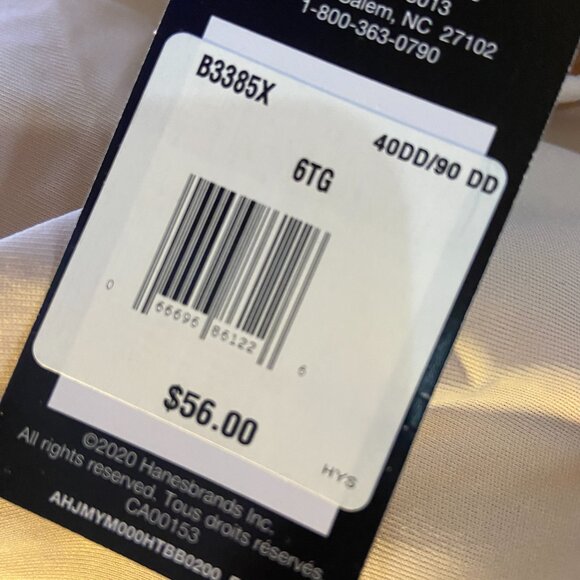 Salem, NC 27102
1-800-363-0790
B3385X
40DD/90 DD
6TG
0 66696 86122 6
$56.00
HYS
©2020 Hanesbrands Inc.
All rights reserved. Tous droits réservés
CA00153
AHJMYM000HTBB0200